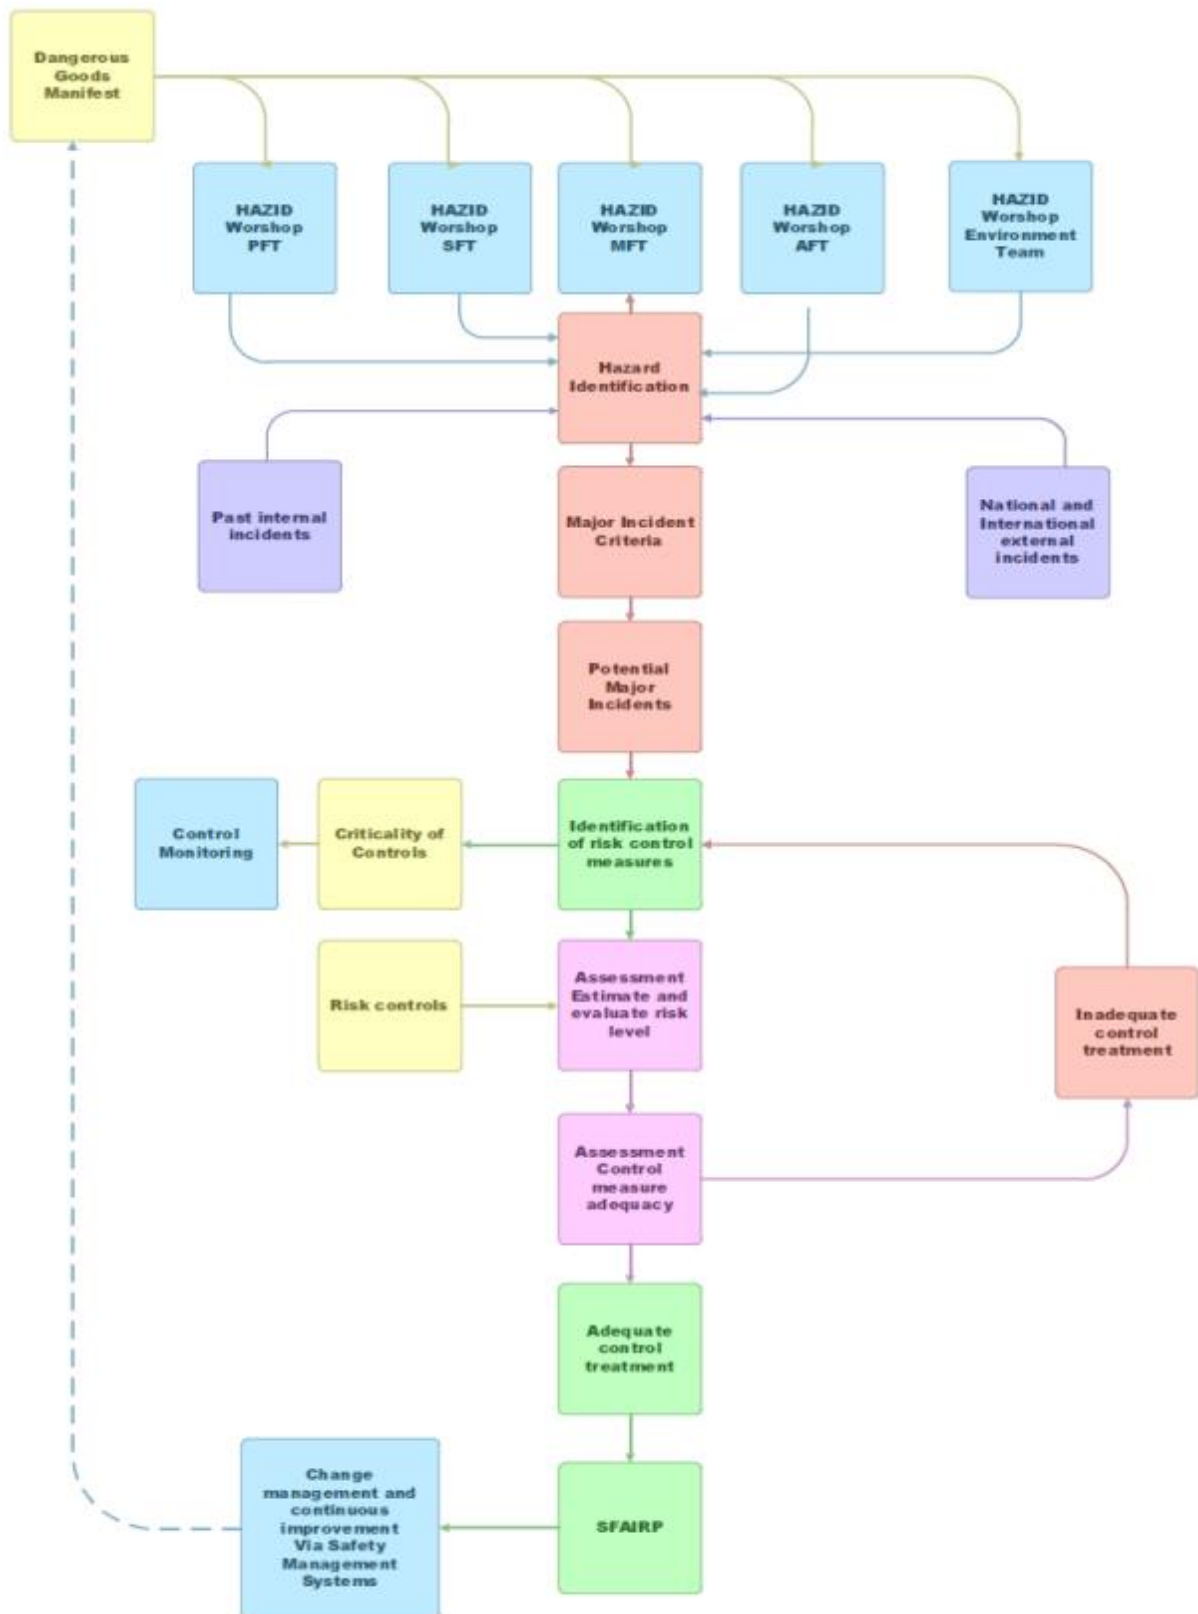 Dangerous
Goods
Manifest
HAZID
Worshop
PFT
HAZID
Worshop
SFT
HAZID
Worshop
MFT
HAZID
Worshop
AFT
HAZID
Worshop
Environment
Team
Hazard
Identification
Past internal
incidents
Major Incident
Criteria
National and
International
external
incidents
Potential
Major
Incidents
Control
Monitoring
Criticality of
Controls
Identification
of risk control
measures
Risk controls
Assessment
Estimate and
evaluate risk
level
Inadequate
control
treatment
Assessment
Control
measure
adequacy
Adequate
control
treatment
Change
management and
continuous
improvement
Via Safety
Management
Systems
SFAIRP